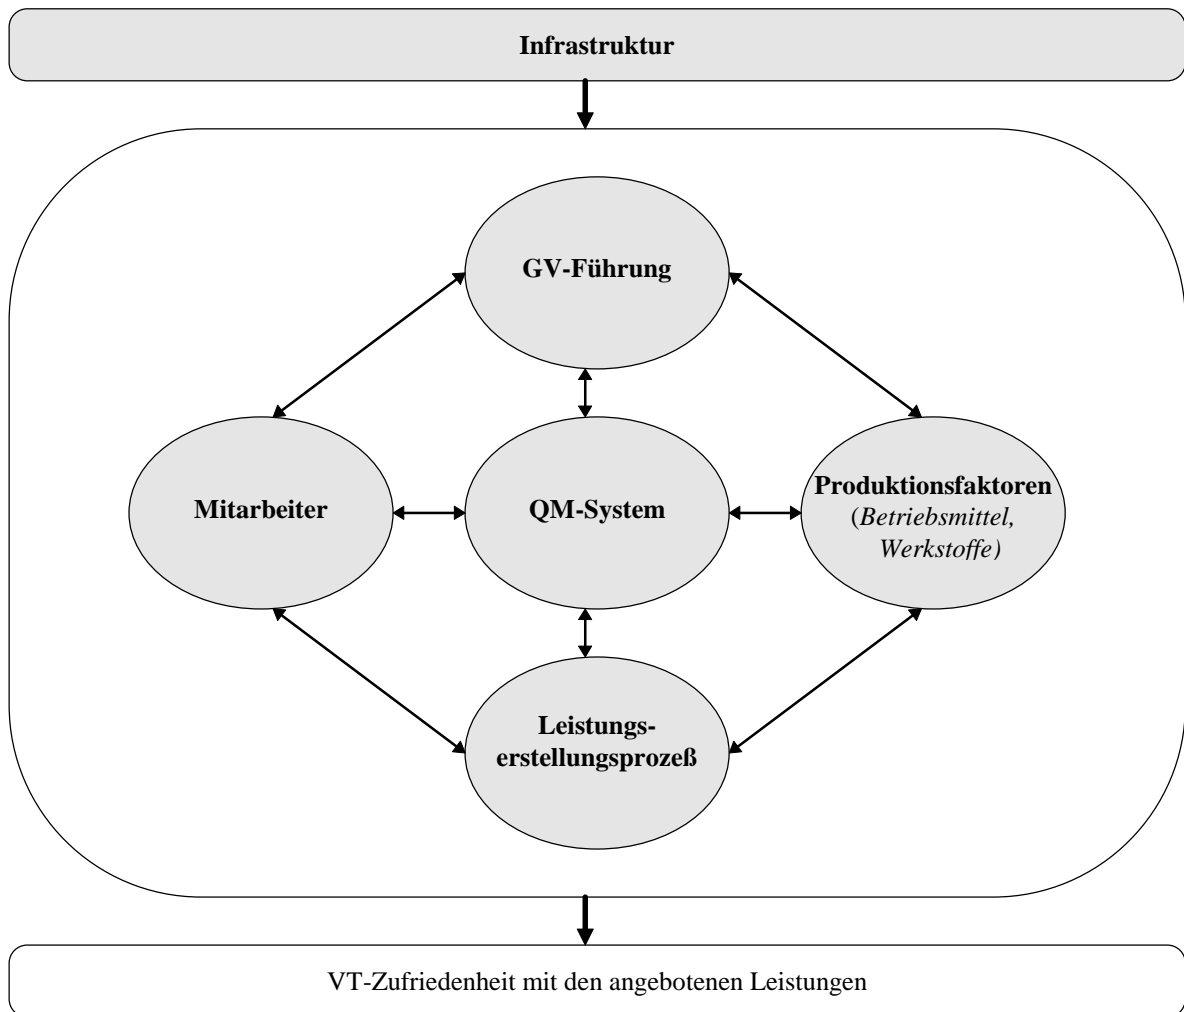 Infrastruktur
GV-Führung
Mitarbeiter
QM-System
Produktionsfaktoren
(Betriebsmittel,
Werkstoffe)
Leistungs-
erstellungsprozeß
VT-Zufriedenheit mit den angebotenen Leistungen